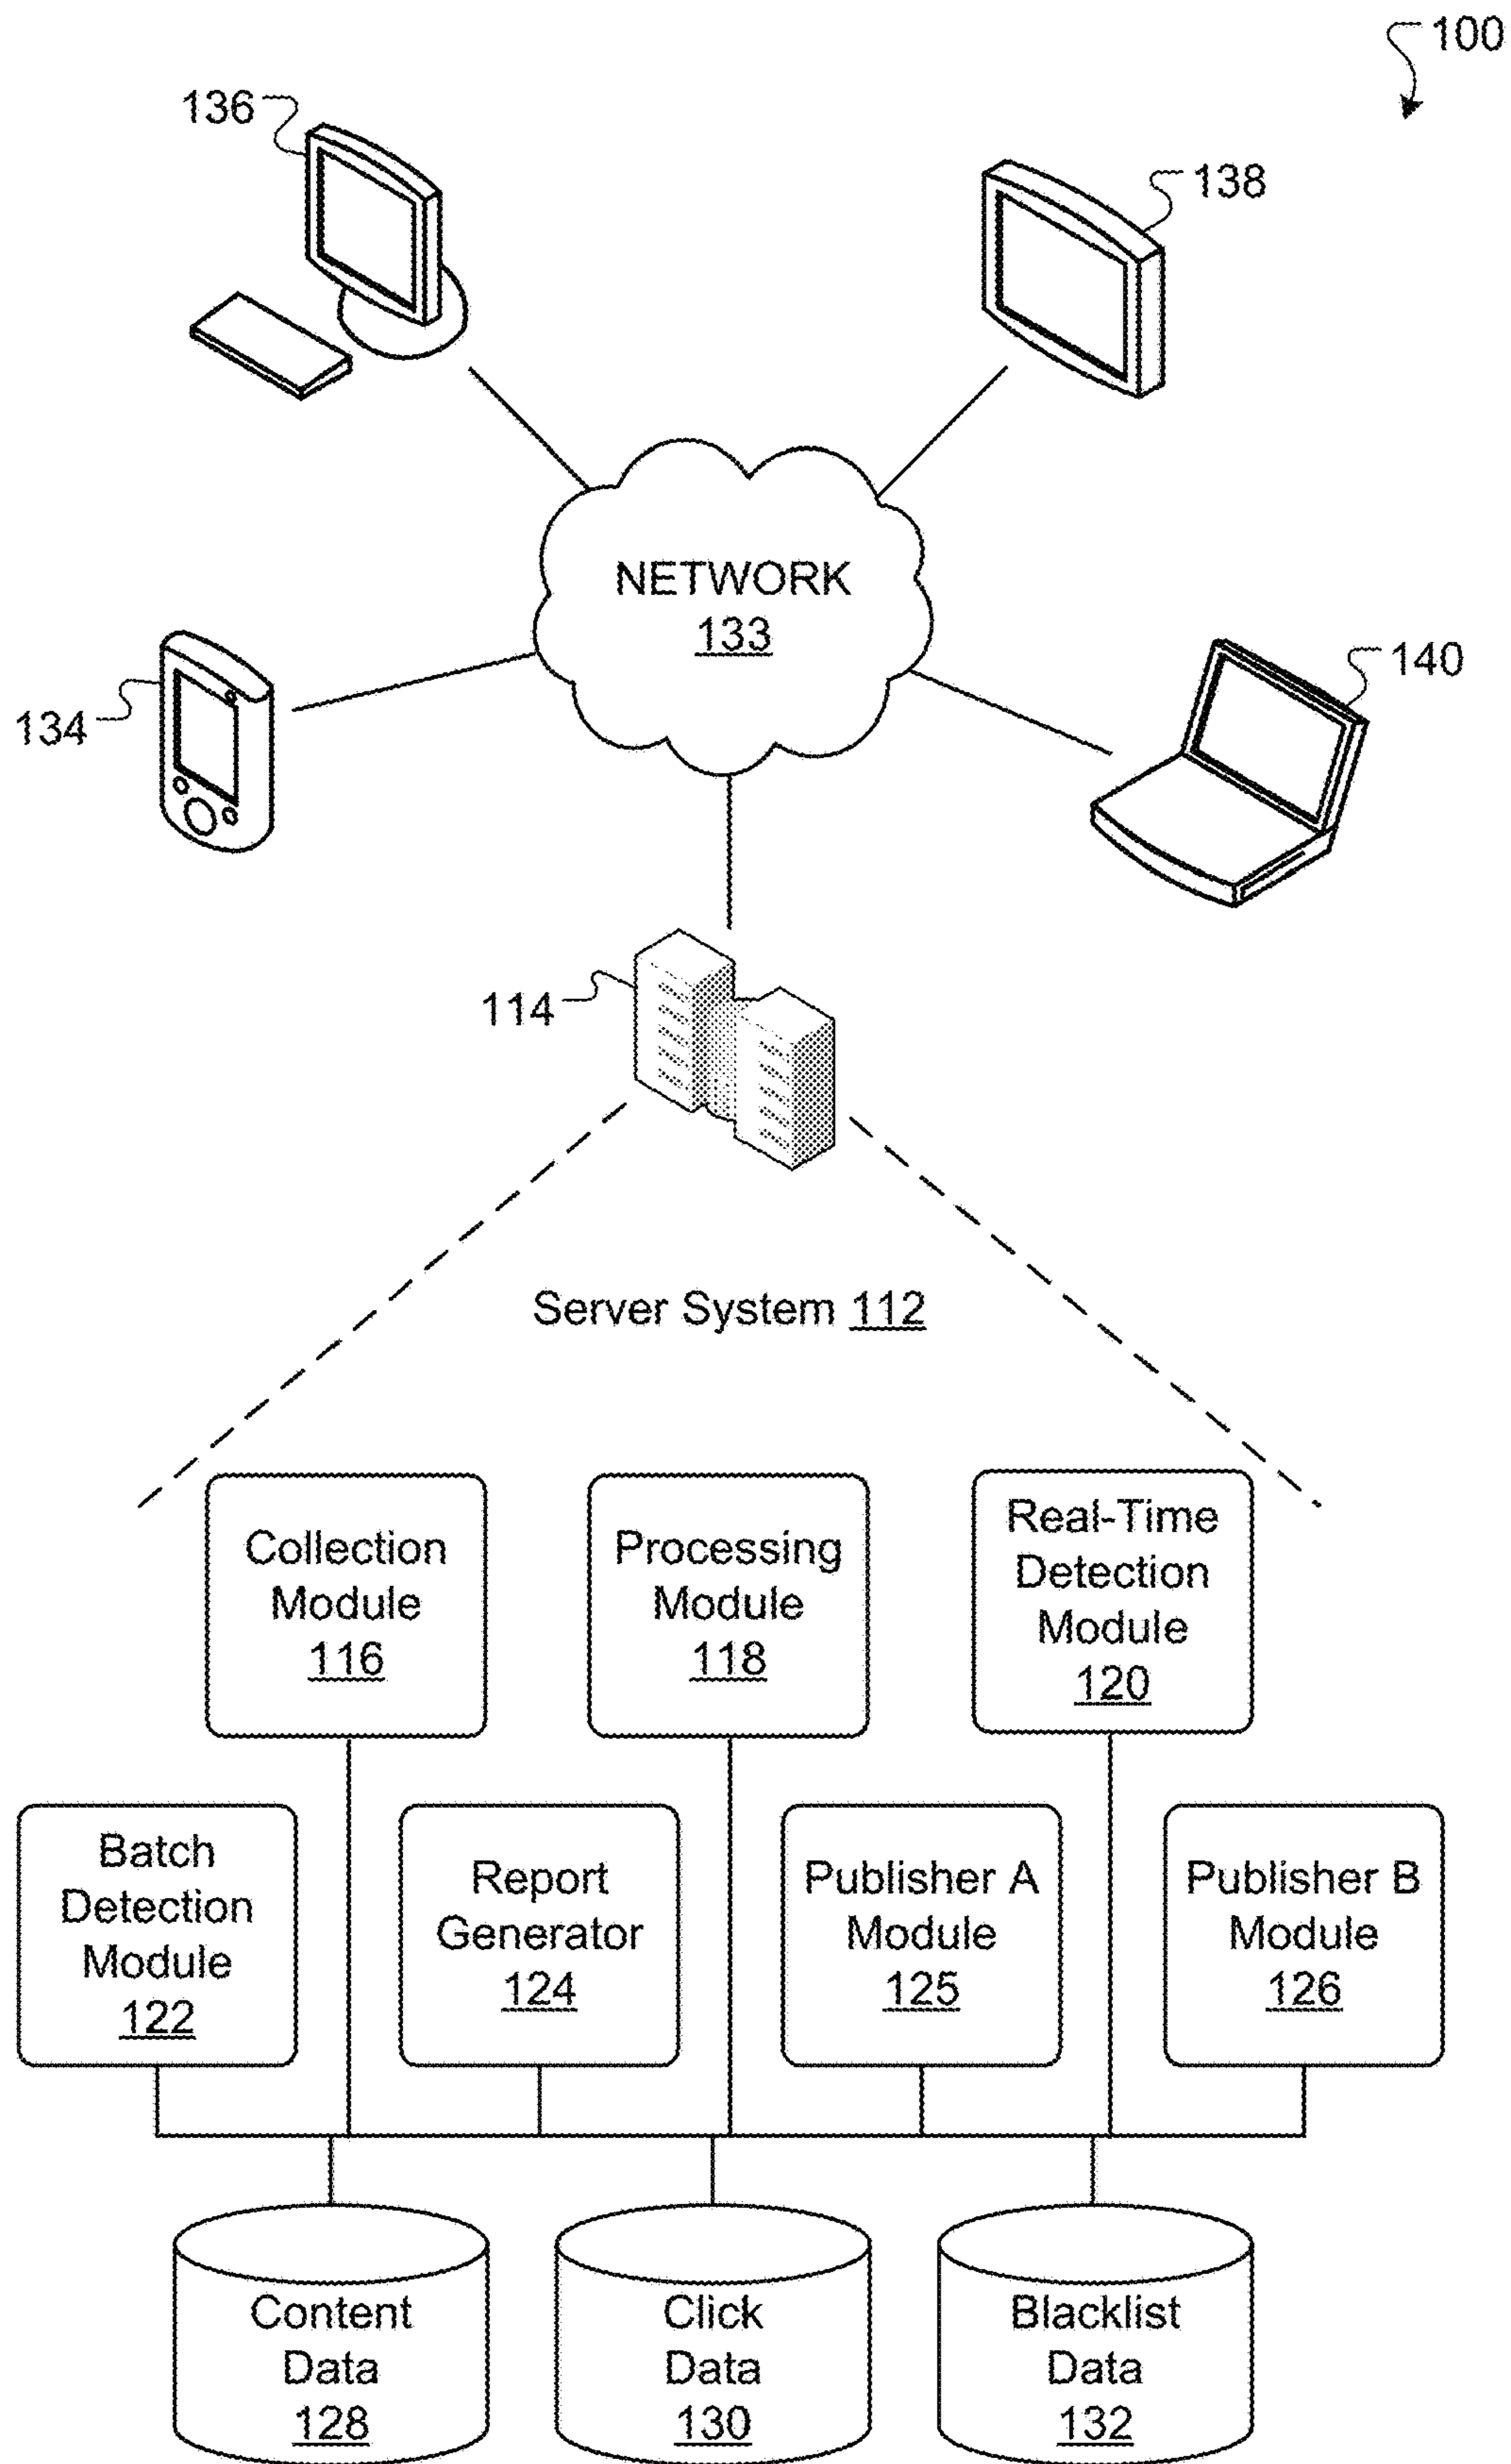 100
136
138
NETWORK
133
134
140
114
Server System 112
Collection
Module
116
Processing
Module
118
Real-Time
Detection
Module
120
Batch
Detection
Module
122
Report
Generator
124
Publisher A
Module
125
Publisher B
Module
126
Content
Data
128
Click
Data
130
Blacklist
Data
132